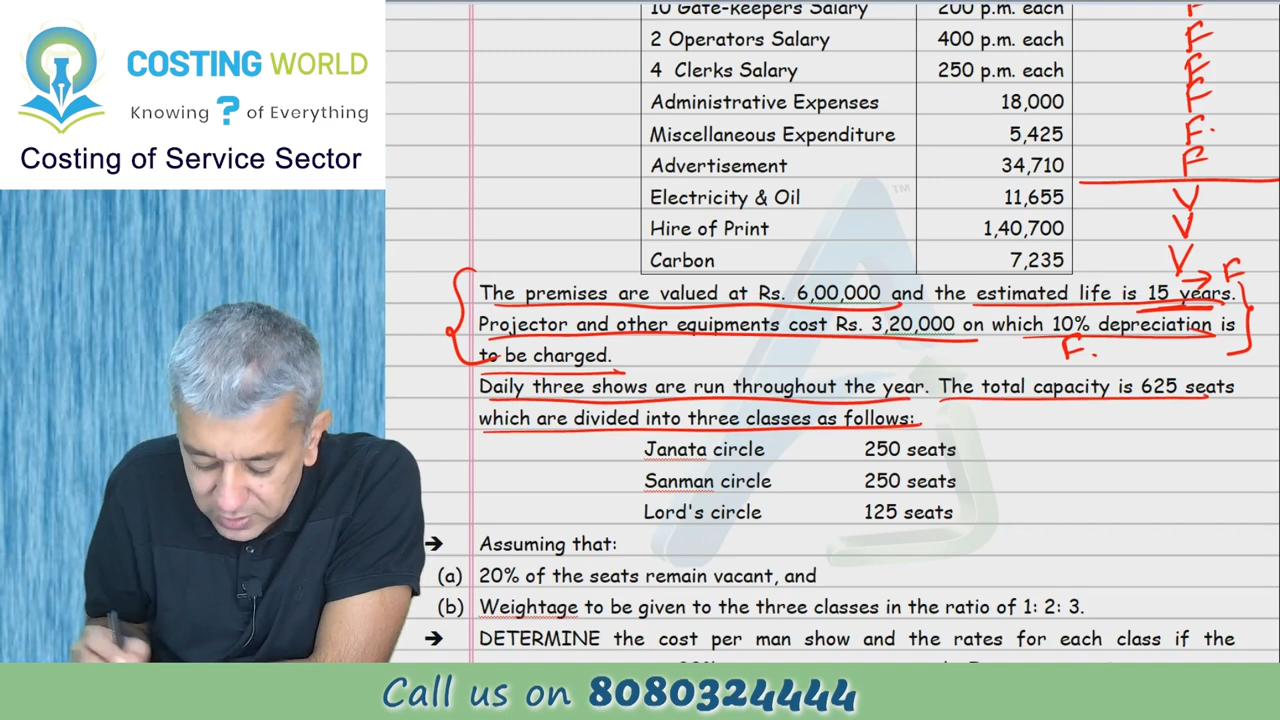 COSTING WORLD
Knowing ? of Everything
Costing of Service Sector
10 Gate-keepers Salary 200 p.m. each F
2 Operators Salary 400 p.m. each F
4 Clerks Salary 250 p.m. each F
Administrative Expenses 18,000 F
Miscellaneous Expenditure 5,425 F.
Advertisement 34,710 F
Electricity & Oil 11,655 V
Hire of Print 1,40,700 V
Carbon 7,235 V
→ F
The premises are valued at Rs. 6,00,000 and the estimated life is 15 years.
Projector and other equipments cost Rs. 3,20,000 on which 10% depreciation is
to be charged. F.
Daily three shows are run throughout the year. The total capacity is 625 seats
which are divided into three classes as follows:
Janata circle 250 seats
Sanman circle 250 seats
Lord's circle 125 seats
➔ Assuming that:
(a) 20% of the seats remain vacant, and
(b) Weightage to be given to the three classes in the ratio of 1: 2: 3.
➔ DETERMINE the cost per man show and the rates for each class if the
Call us on 8080324444
TM